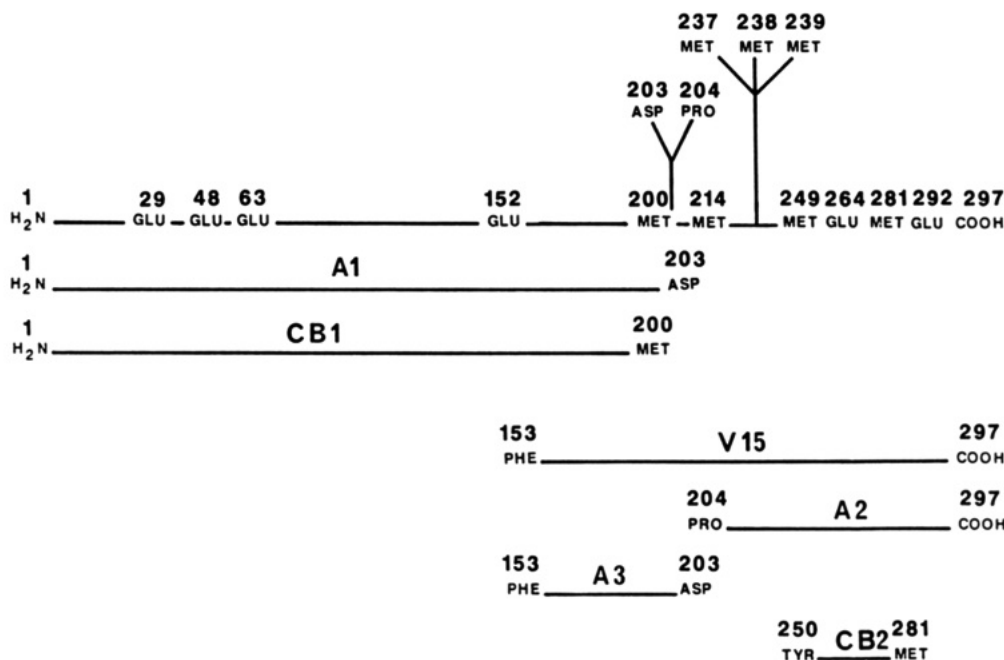 237 238 239
MET MET MET
203 204
ASP PRO
1 29 48 63 152 200 214 249 264 281 292 297
H2N GLU GLU GLU GLU MET MET MET GLU MET GLU COOH
1 A1 203
H2N ASP
1 CB1 200
H2N MET
153 V15 297
PHE COOH
204 A2 297
PRO COOH
153 A3 203
PHE ASP
250 CB2 281
TYR MET